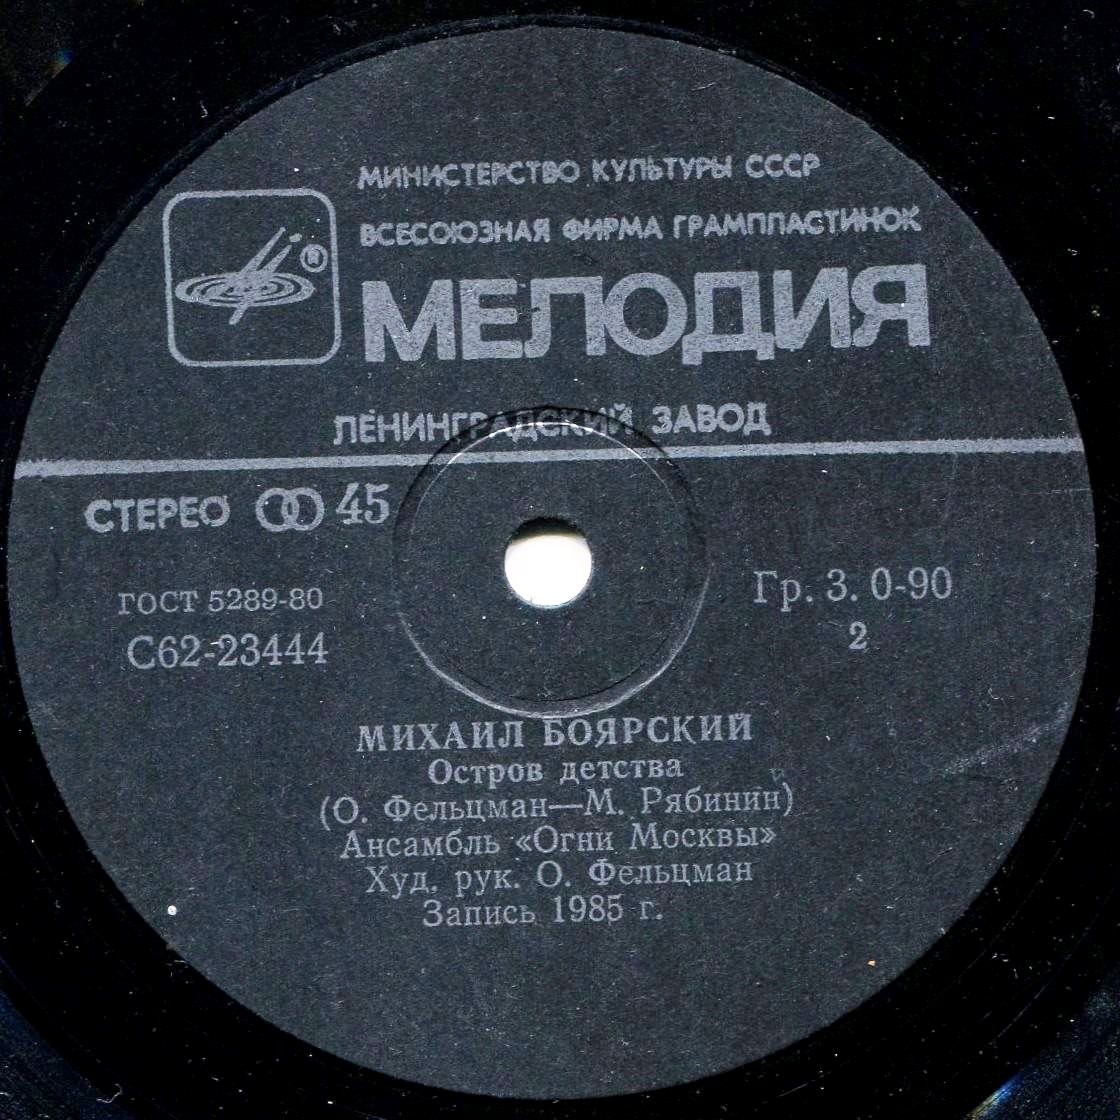 МИНИСТЕРСТВО КУЛЬТУРЫ СССР
ВСЕСОЮЗНАЯ ФИРМА ГРАМПЛАСТИНОК
®
МЕЛОДИЯ
ЛЕНИНГРАДСКИЙ ЗАВОД
СТЕРЕО 45
ГОСТ 5289-80
С62-23444
Гр. 3. 0-90
2
МИХАИЛ БОЯРСКИЙ
Остров детства
(О. Фельцман—М. Рябинин)
Ансамбль «Огни Москвы»
Худ. рук. О. Фельцман
Запись 1985 г.